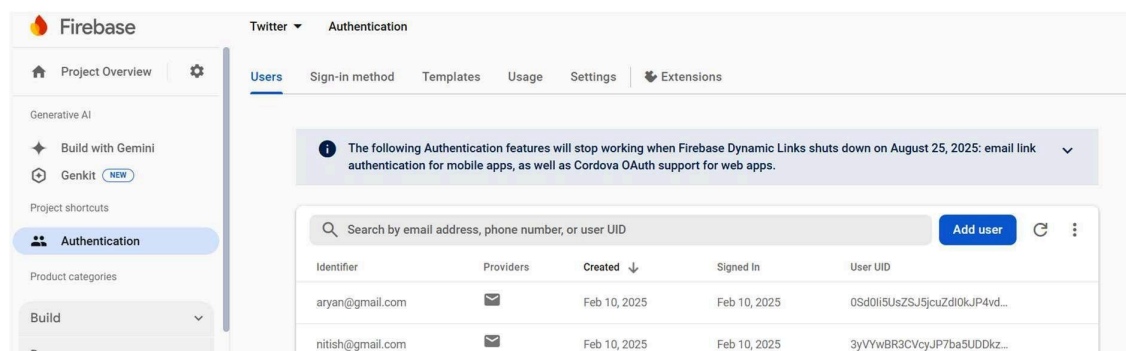 Firebase
Twitter Authentication
Project Overview
Users Sign-in method Templates Usage Settings Extensions
Generative AI
Build with Gemini
Genkit NEW
The following Authentication features will stop working when Firebase Dynamic Links shuts down on August 25, 2025: email link
authentication for mobile apps, as well as Cordova OAuth support for web apps.
Project shortcuts
Authentication
Search by email address, phone number, or user UID Add user
Product categories
Identifier Providers Created Signed In User UID
Build
aryan@gmail.com Feb 10, 2025 Feb 10, 2025
nitish@gmail.com Feb 10, 2025 Feb 10, 2025 3yVYwBR3CVcyJP7ba5UDDkz...